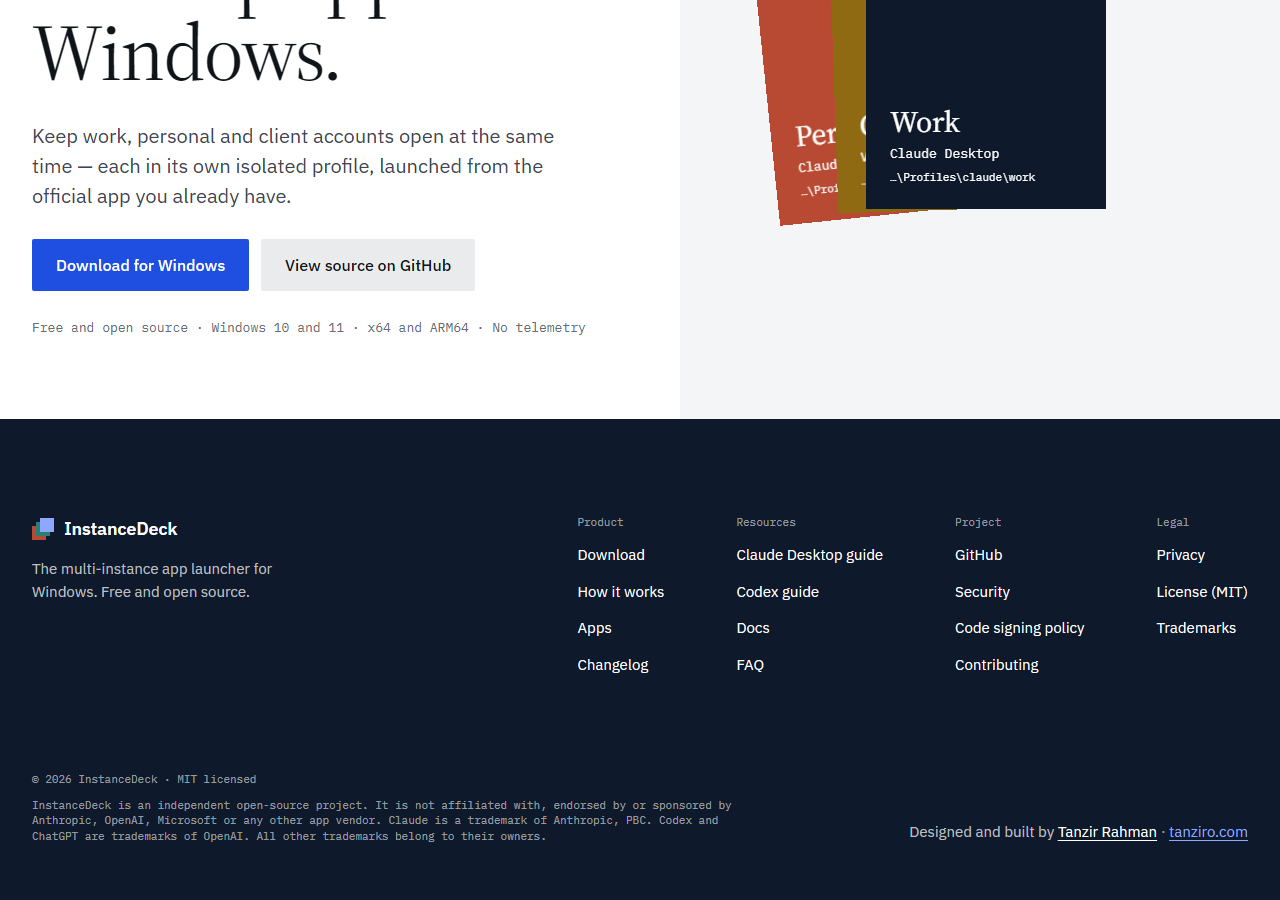 Windows.
Keep work, personal and client accounts open at the same
time — each in its own isolated profile, launched from the
official app you already have.
Download for Windows
View source on GitHub
Free and open source · Windows 10 and 11 · x64 and ARM64 · No telemetry
Work
Claude Desktop
…\Profiles\claude\work
InstanceDeck
The multi-instance app launcher for
Windows. Free and open source.
Product
Download
How it works
Apps
Changelog
Resources
Claude Desktop guide
Codex guide
Docs
FAQ
Project
GitHub
Security
Code signing policy
Contributing
Legal
Privacy
License (MIT)
Trademarks
© 2026 InstanceDeck · MIT licensed
InstanceDeck is an independent open-source project. It is not affiliated with, endorsed by or sponsored by
Anthropic, OpenAI, Microsoft or any other app vendor. Claude is a trademark of Anthropic, PBC. Codex and
ChatGPT are trademarks of OpenAI. All other trademarks belong to their owners.
Designed and built by Tanzir Rahman · tanziro.com